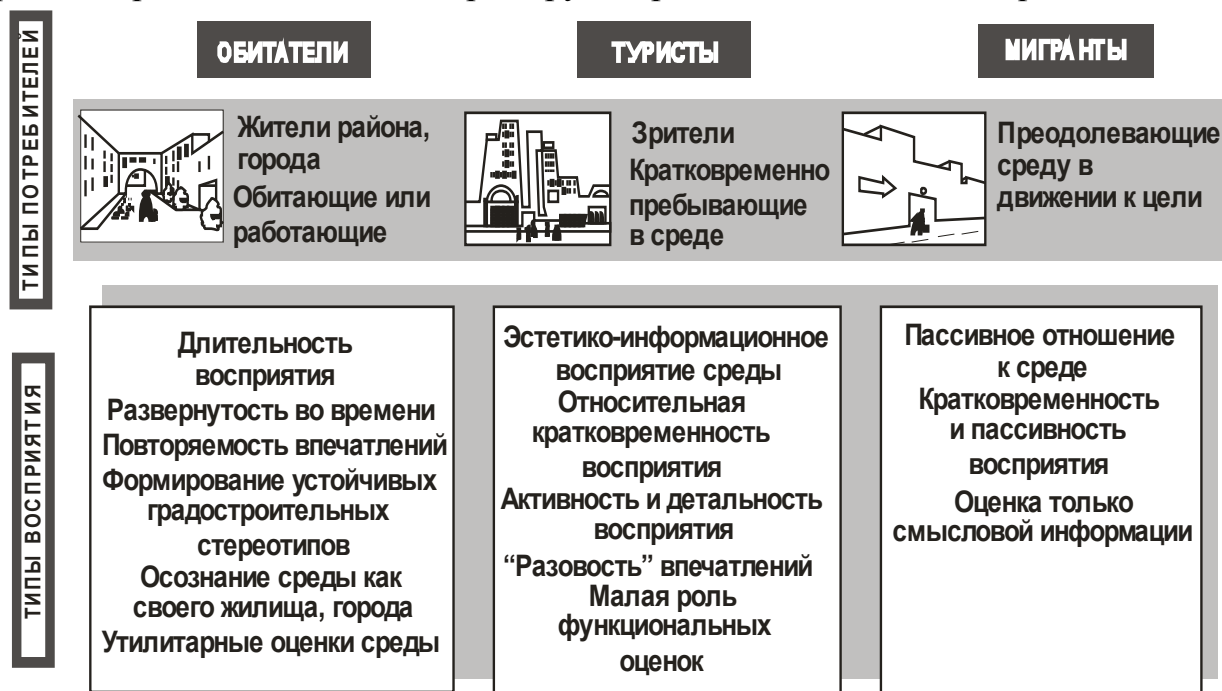 ТИПЫ ПОТРЕБИТЕЛЕЙ
ОБИТАТЕЛИ
ТУРИСТЫ
МИГРАНТЫ
Жители района,
города
Обитающие или
работающие
Зрители
Кратковременно
пребывающие
в среде
Преодолевающие
среду в
движении к цели
ТИПЫ ВОСПРИЯТИЯ
Длительность
восприятия
Развернутость во времени
Повторяемость впечатлений
Формирование устойчивых
градостроительных
стереотипов
Осознание среды как
своего жилища, города
Утилитарные оценки среды
Эстетико-информационное
восприятие среды
Относительная
кратковременность
восприятия
Активность и детальность
восприятия
“Разовость” впечатлений
Малая роль
функциональных
оценок
Пассивное отношение
к среде
Кратковременность
и пассивность
восприятия
Оценка только
смысловой информации